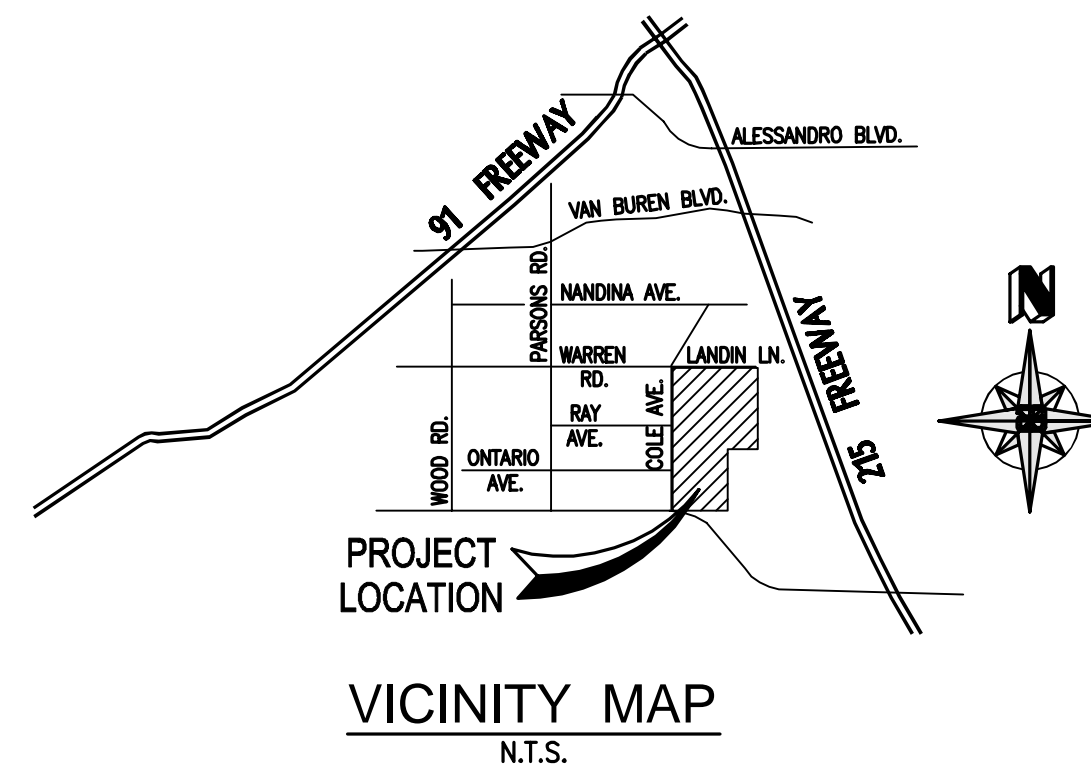 91 FREEWAY
ALESSANDRO BLVD.
VAN BUREN BLVD.
PARSONS RD.
NANDINA AVE.
N
215 FREEWAY
WARREN
RD.
LANDIN LN.
COLE AVE.
RAY
AVE.
WOOD RD.
ONTARIO
AVE.
PROJECT
LOCATION
VICINITY MAP
N.T.S.